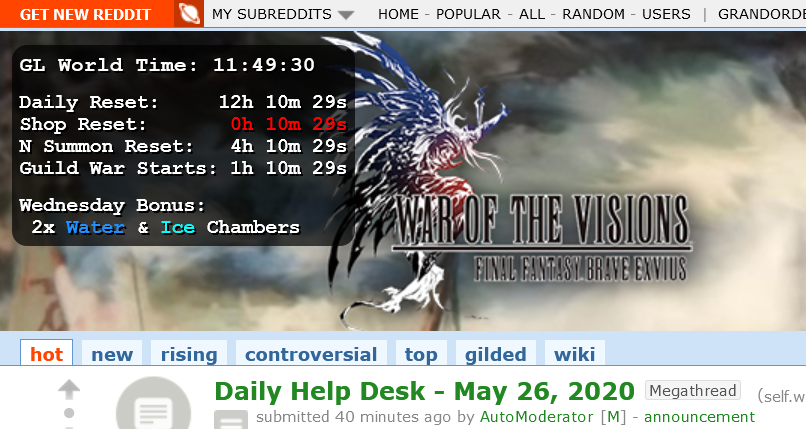 GET NEW REDDIT MY SUBREDDITS HOME - POPULAR - ALL - RANDOM - USERS | GRANDORDE
GL World Time: 11:49:30
Daily Reset: 12h 10m 29s
Shop Reset: 0h 10m 29s
N Summon Reset: 4h 10m 29s
Guild War Starts: 1h 10m 29s
Wednesday Bonus:
2x Water & Ice Chambers
WAR OF THE VISIONS
FINAL FANTASY BRAVE EXVIUS
hot new rising controversial top gilded wiki
Daily Help Desk - May 26, 2020 Megathread (self.w
submitted 40 minutes ago by AutoModerator [M] - announcement